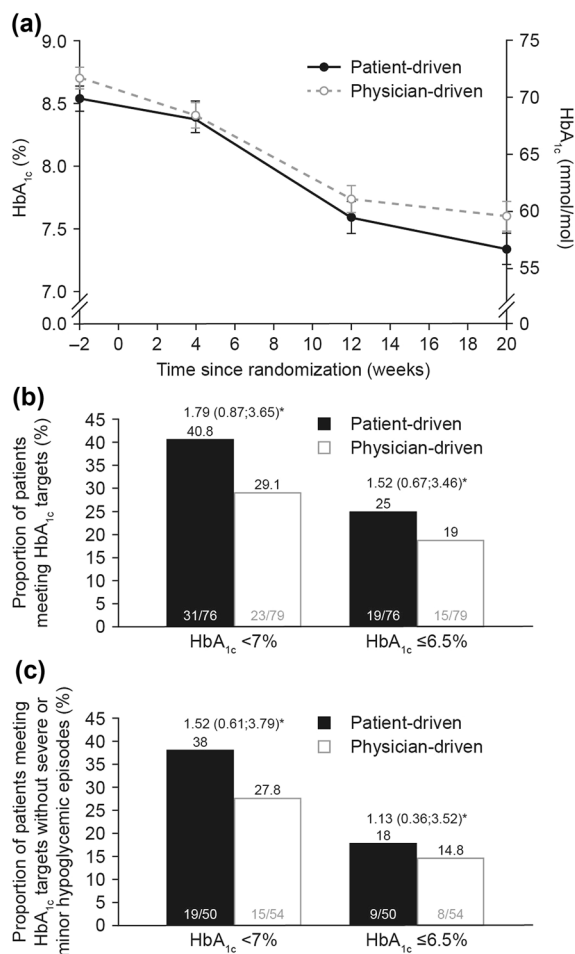 (a)
9.0
8.5
8.0
7.5
7.0
0.0
HbA1c (%)
75
70
65
60
55
0
HbA1c (mmol/mol)
Patient-driven
Physician-driven
–2 0 2 4 6 8 10 12 14 16 18 20
Time since randomization (weeks)
(b)
Proportion of patients
meeting HbA1c targets (%)
45
40
35
30
25
20
15
10
5
0
Patient-driven
Physician-driven
1.79 (0.87;3.65)*
40.8
29.1
1.52 (0.67;3.46)*
25
19
31/76 23/79 19/76 15/79
HbA1c <7% HbA1c ≤6.5%
(c)
Proportion of patients meeting
HbA1c targets without severe or
minor hypoglycemic episodes (%)
45
40
35
30
25
20
15
10
5
0
Patient-driven
Physician-driven
1.52 (0.61;3.79)*
38
27.8
1.13 (0.36;3.52)*
18
14.8
19/50 15/54 9/50 8/54
HbA1c <7% HbA1c ≤6.5%